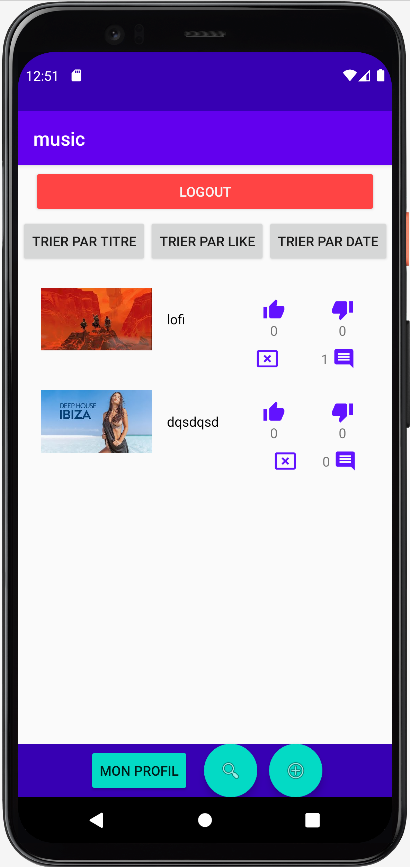 12:51
music
LOGOUT
TRIER PAR TITRE TRIER PAR LIKE TRIER PAR DATE
lofi
0 0
1
DEEP HOUSE
IBIZA
dqsdqsd
0 0
0
MON PROFIL